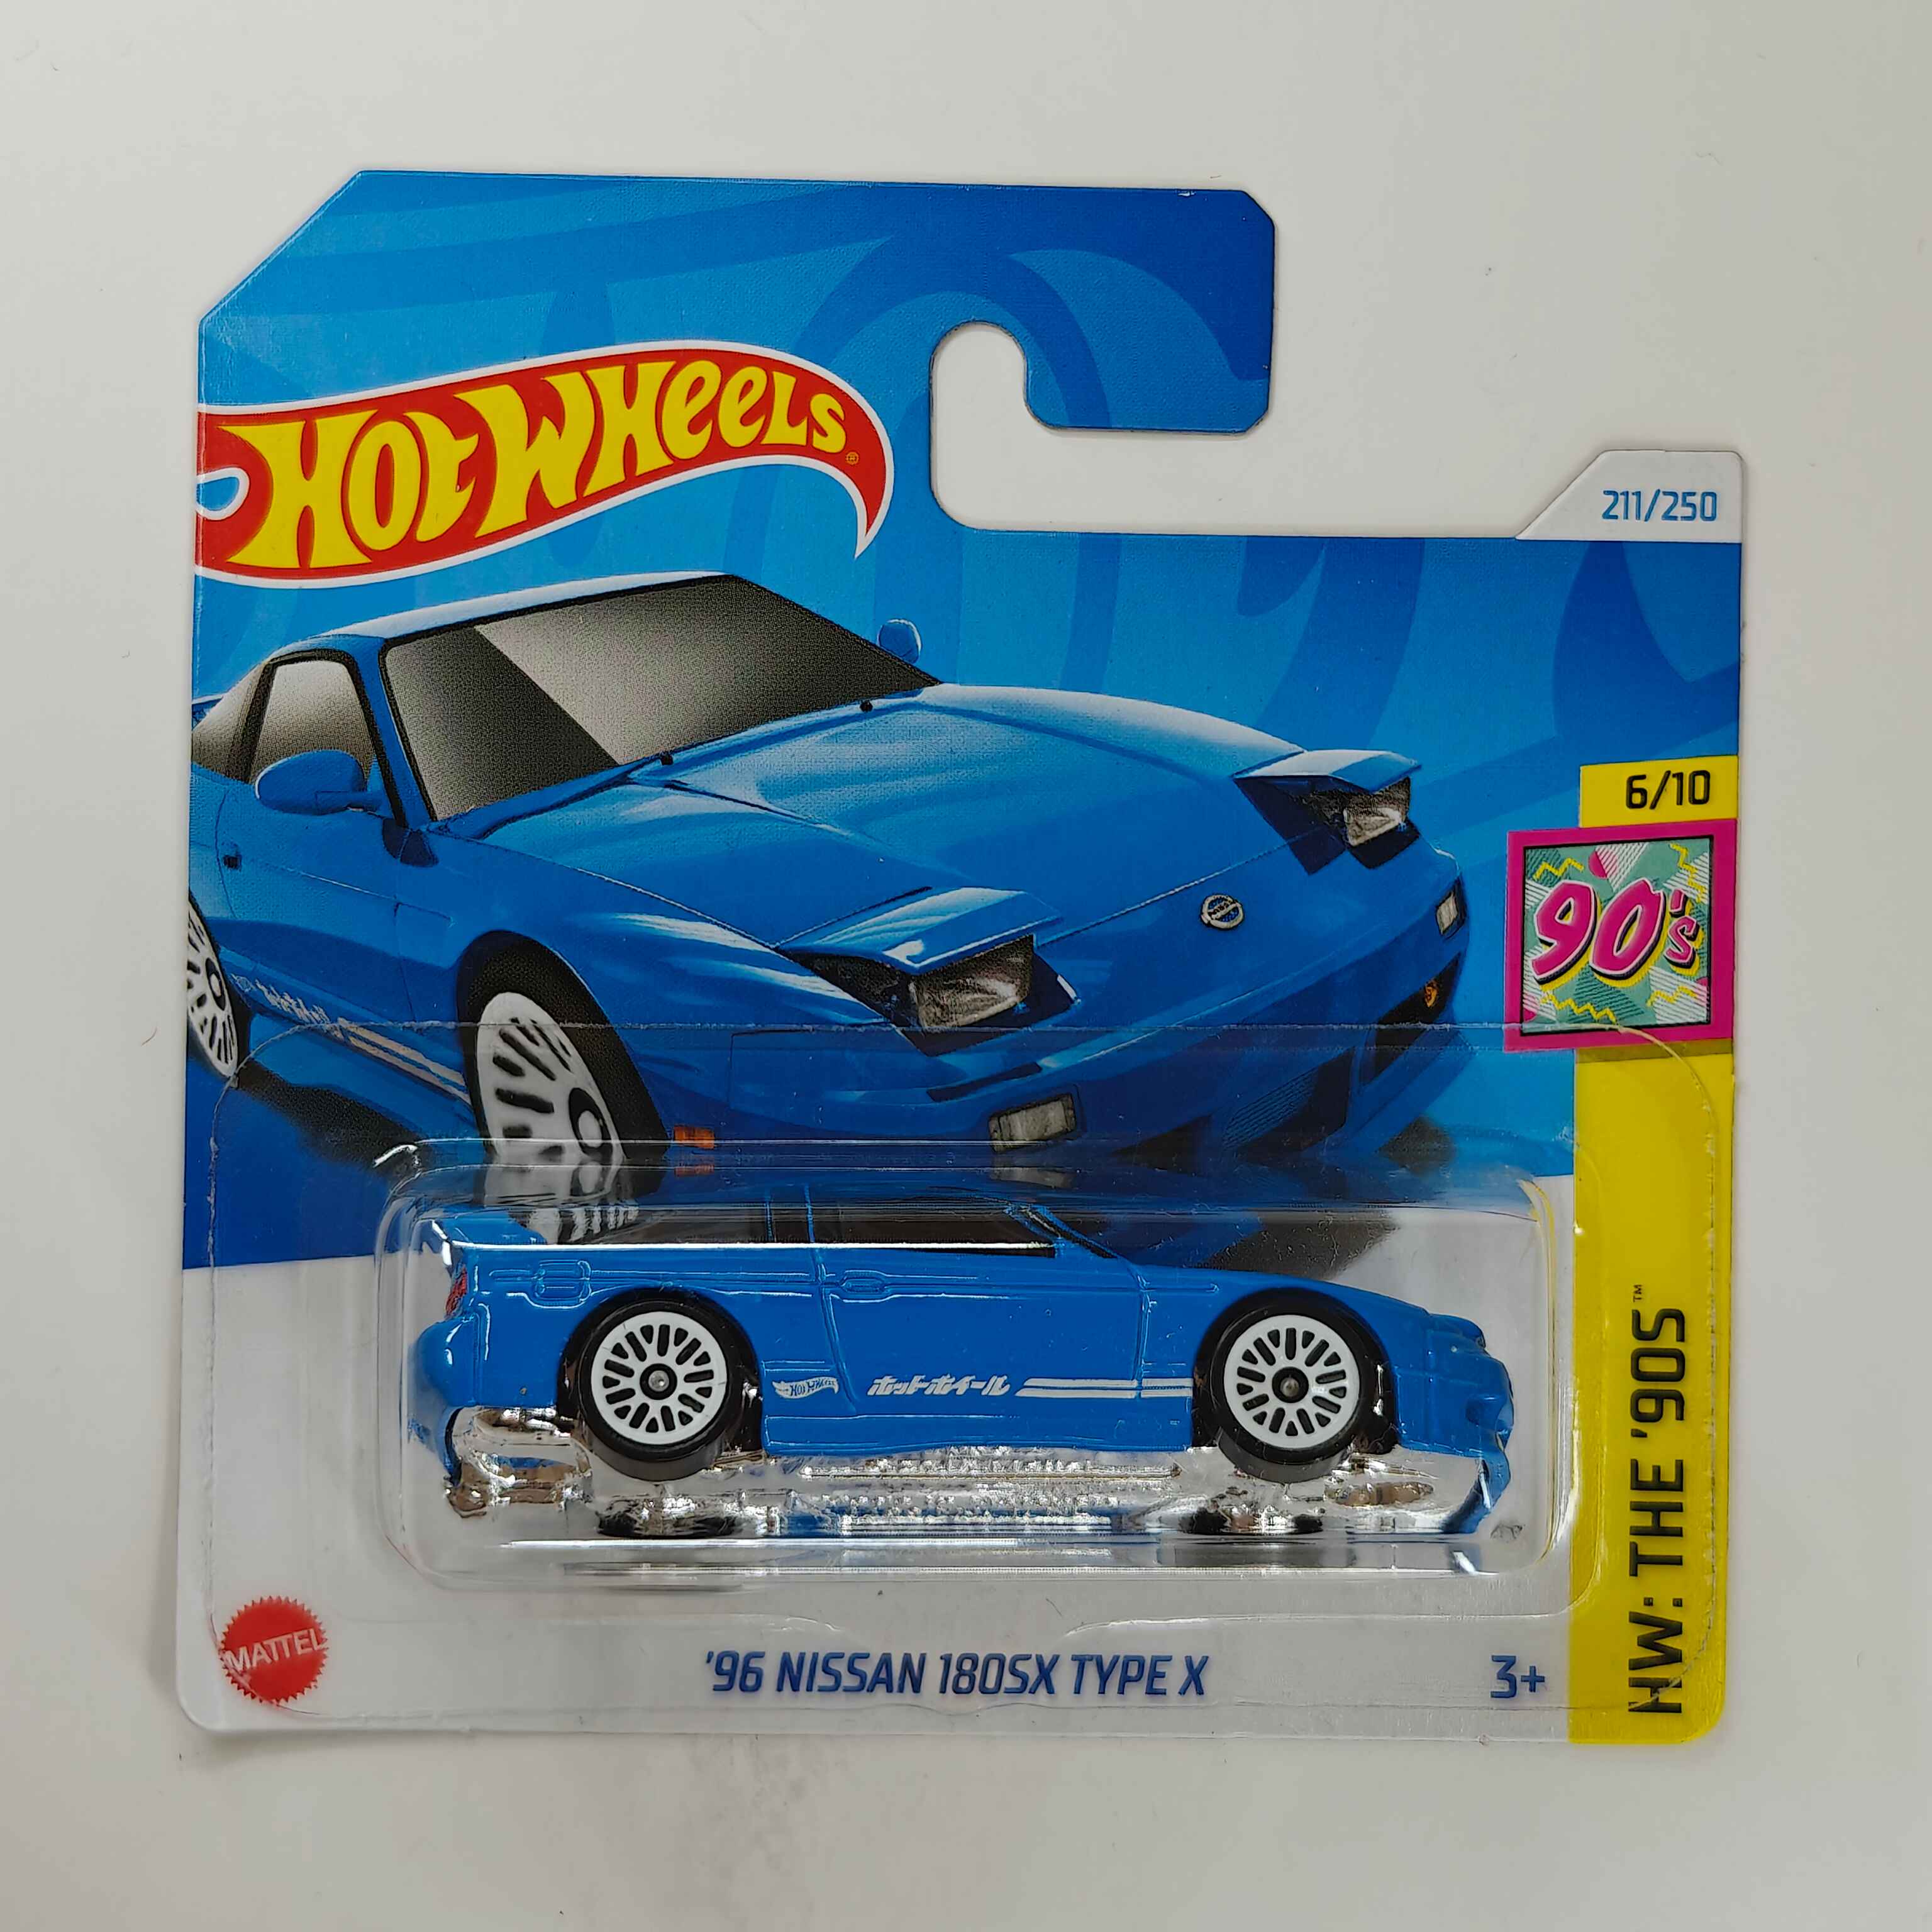 HOT WHEELS®
211/250
6/10
90's
HW: THE '90S™
HOT WHEELS ホットホイール
MATTEL
'96 NISSAN 180SX TYPE X
3+